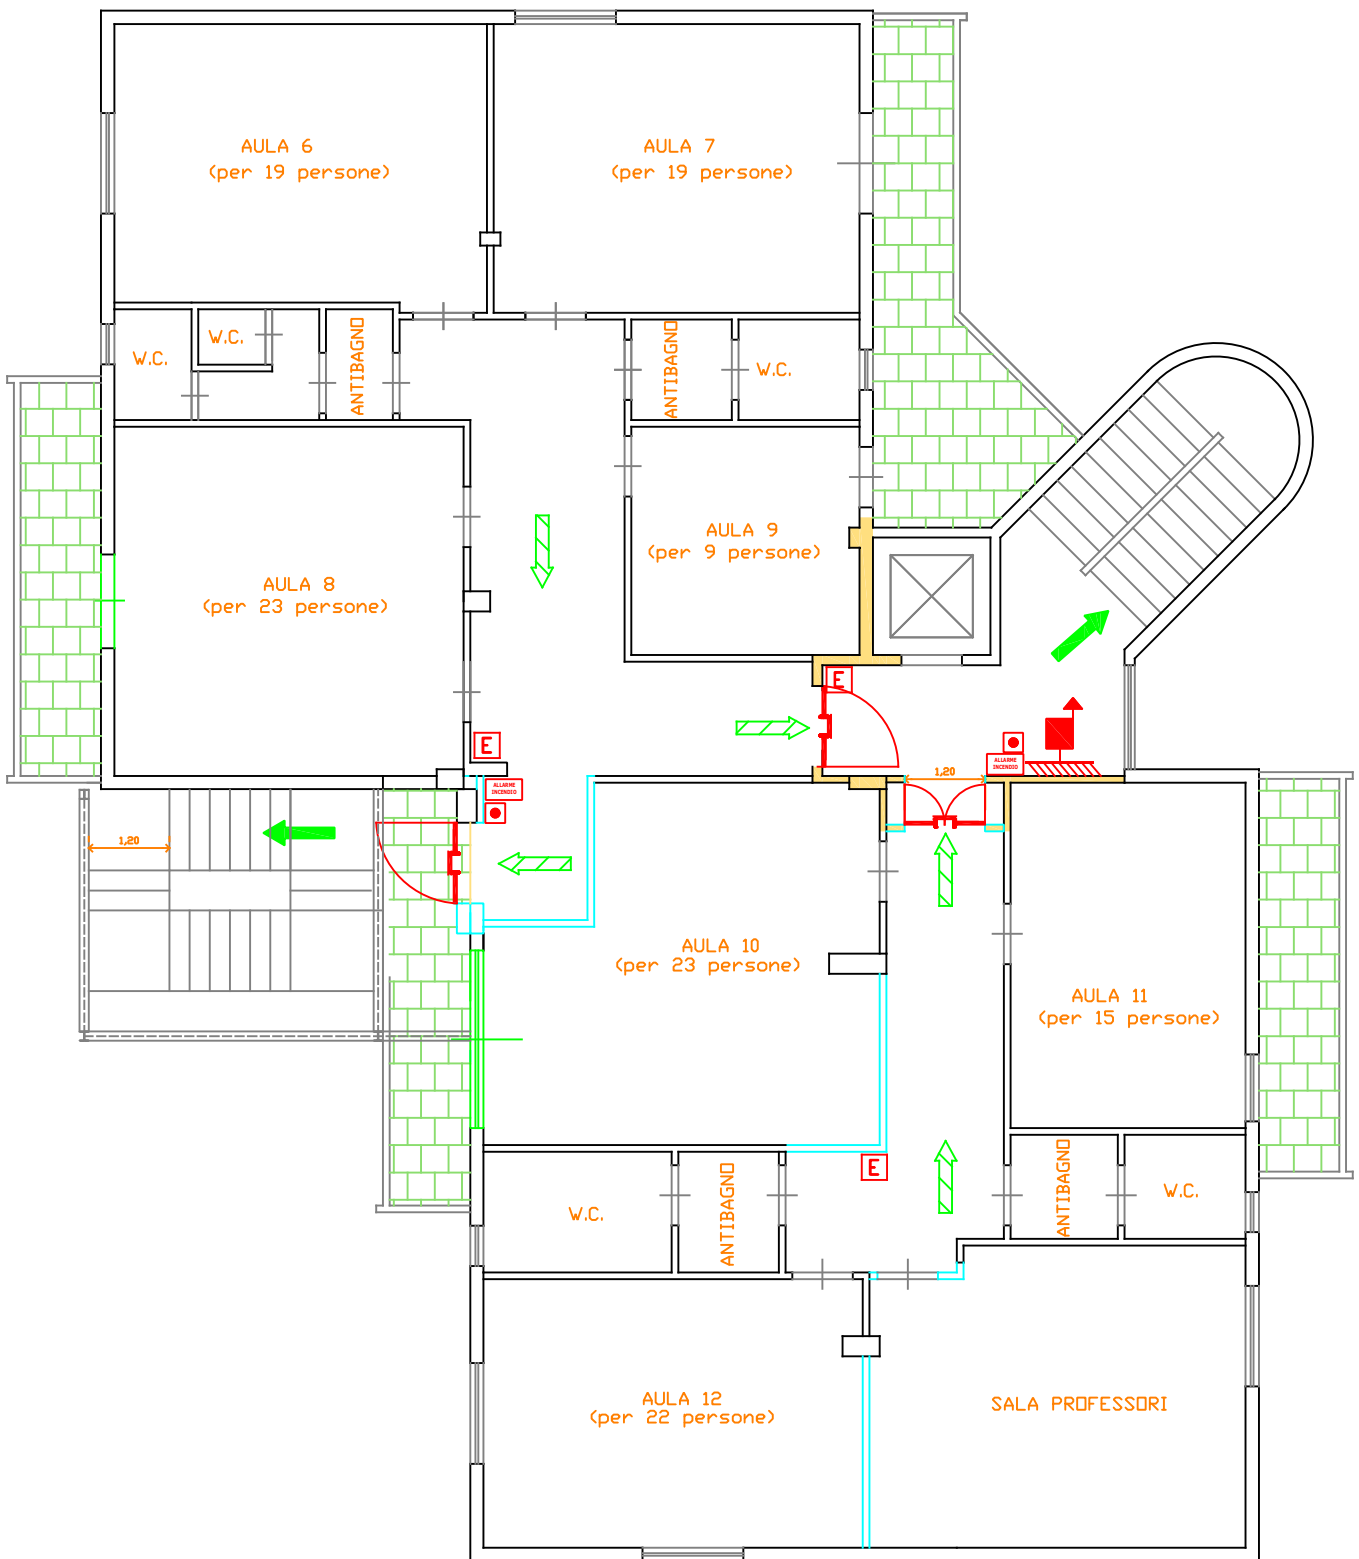 AULA 6
(per 19 persone)
AULA 7
(per 19 persone)
W.C.
W.C.
ANTIBAGNO
ANTIBAGNO
W.C.
AULA 9
(per 9 persone)
AULA 8
(per 23 persone)
E
E
ALLARME
INCENDIO
1,20
ALLARME
INCENDIO
1,20
AULA 10
(per 23 persone)
AULA 11
(per 15 persone)
E
W.C.
ANTIBAGNO
ANTIBAGNO
W.C.
AULA 12
(per 22 persone)
SALA PROFESSORI